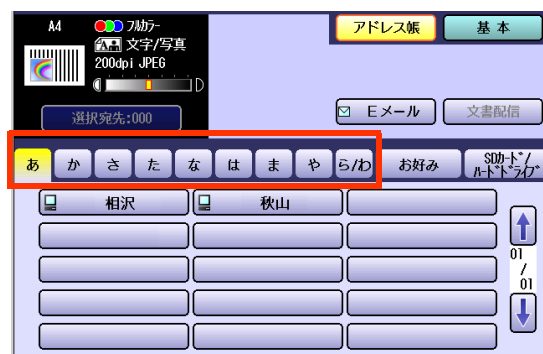 A4 フルカラー アドレス帳 基本
文字/写真
200dpi JPEG
Eメール 文書配信
選択宛先:000
あ か さ た な は ま や ら/わ お好み SDカード/
ハードドライブ
相沢 秋山
01
/
01